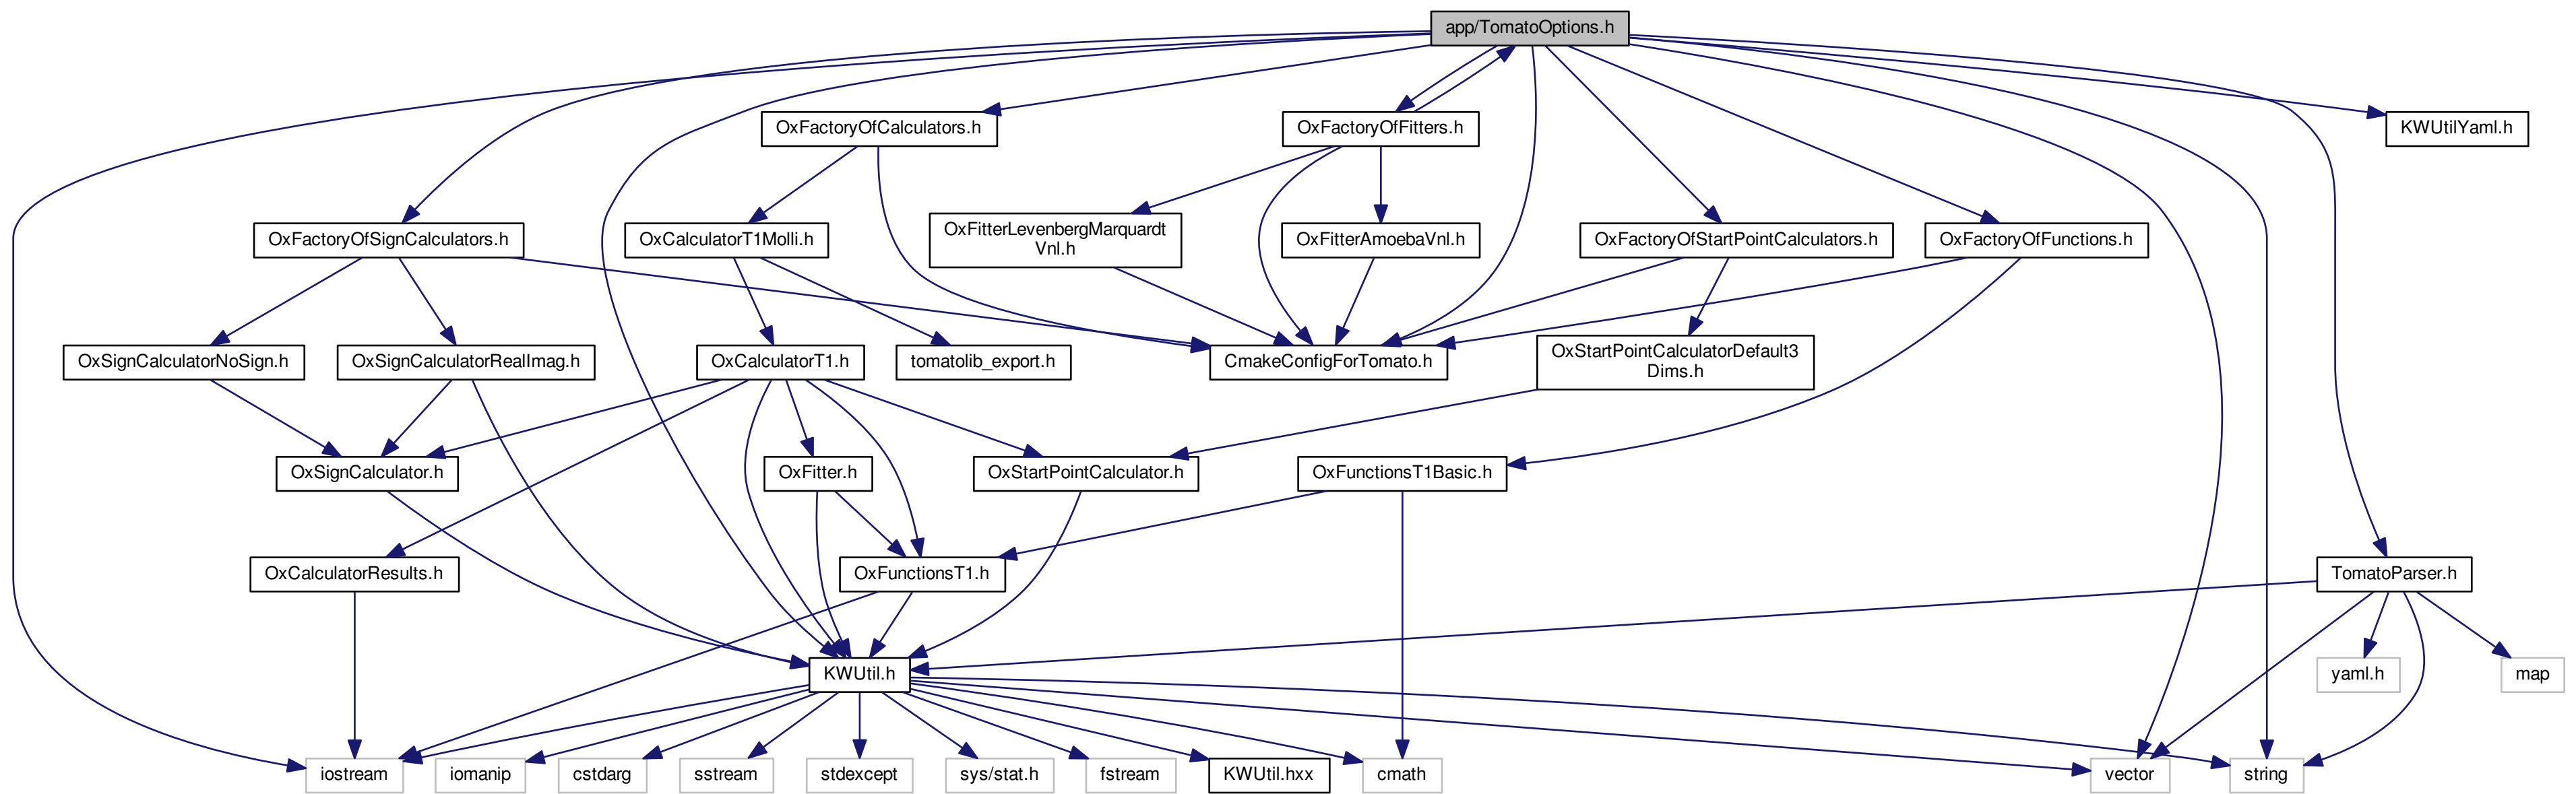 app/TomatoOptions.h
OxFactoryOfCalculators.h
OxFactoryOfFitters.h
KWUtilYaml.h
OxFactoryOfSignCalculators.h
OxCalculatorT1Molli.h
OxFitterLevenbergMarquardt
Vnl.h
OxFitterAmoebaVnl.h
OxFactoryOfStartPointCalculators.h
OxFactoryOfFunctions.h
OxSignCalculatorNoSign.h
OxSignCalculatorRealImag.h
OxCalculatorT1.h
tomatolib_export.h
CmakeConfigForTomato.h
OxStartPointCalculatorDefault3
Dims.h
OxSignCalculator.h
OxFitter.h
OxStartPointCalculator.h
OxFunctionsT1Basic.h
OxCalculatorResults.h
OxFunctionsT1.h
TomatoParser.h
KWUtil.h
yaml.h
map
iostream
iomanip
cstdarg
sstream
stdexcept
sys/stat.h
fstream
KWUtil.hxx
cmath
vector
string